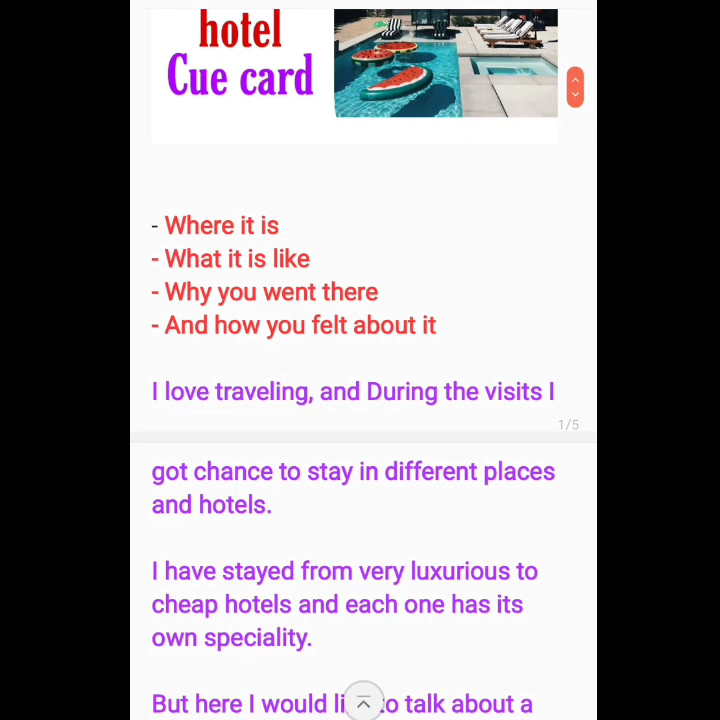 hotel
Cue card
- Where it is
- What it is like
- Why you went there
- And how you felt about it
I love traveling, and During the visits I
1/5
got chance to stay in different places
and hotels.
I have stayed from very luxurious to
cheap hotels and each one has its
own speciality.
But here I would to talk about a